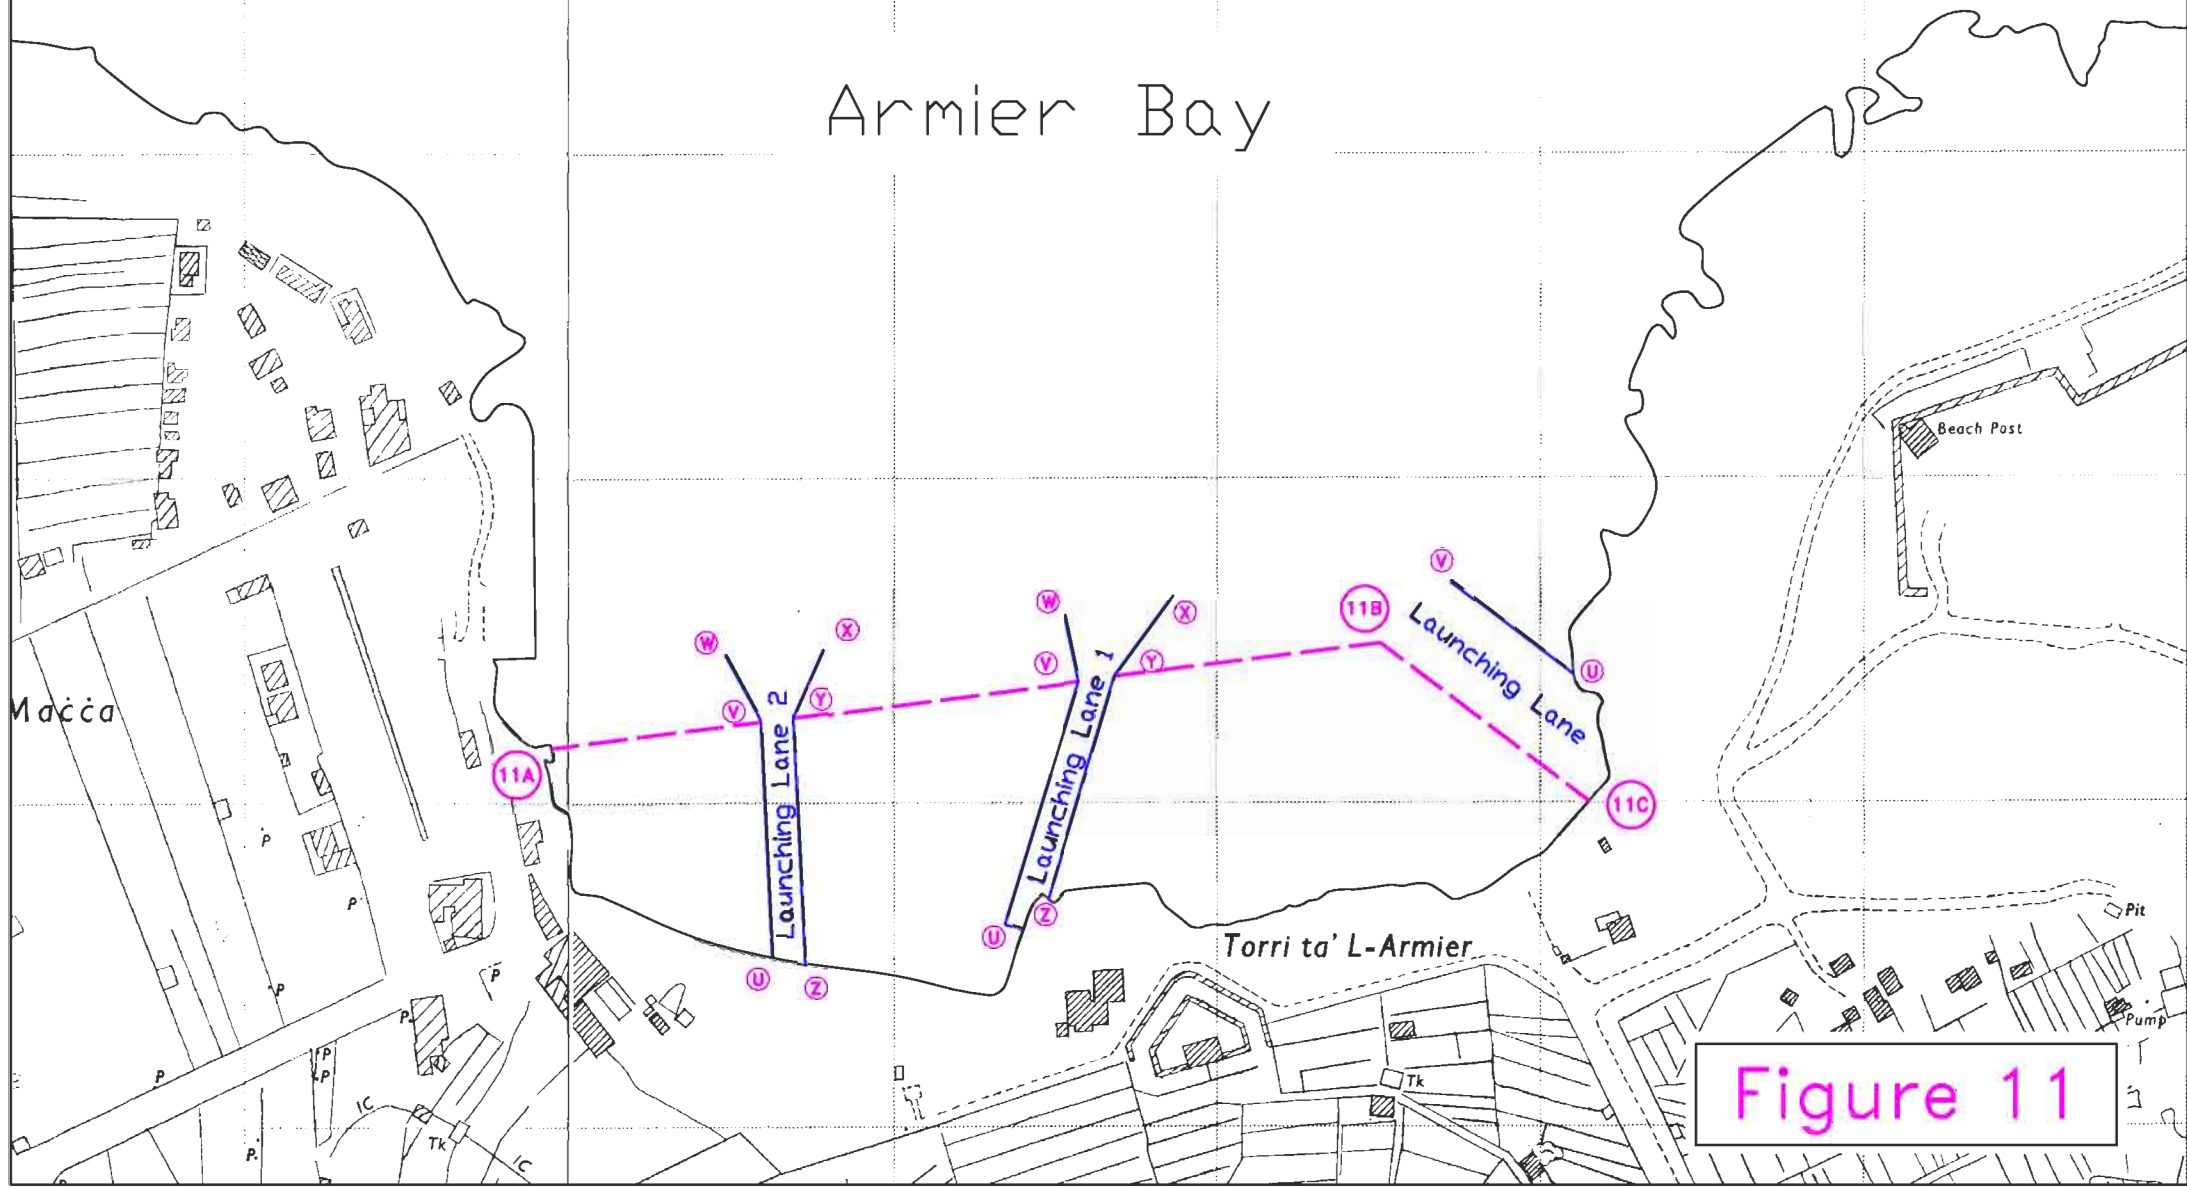 Armier Bay
Beach Post
V
W
X
11B
Launching Lane
U
W
X
V
Y
Launching Lane 1
U
Z
V
Y
Launching Lane 2
U
Z
Maċċa
11A
11C
P
P
P
P
P
P
P
P
P
P
IC
IC
Tk
Torri ta' L-Armier
Pit
Pump
Tk
Figure 11